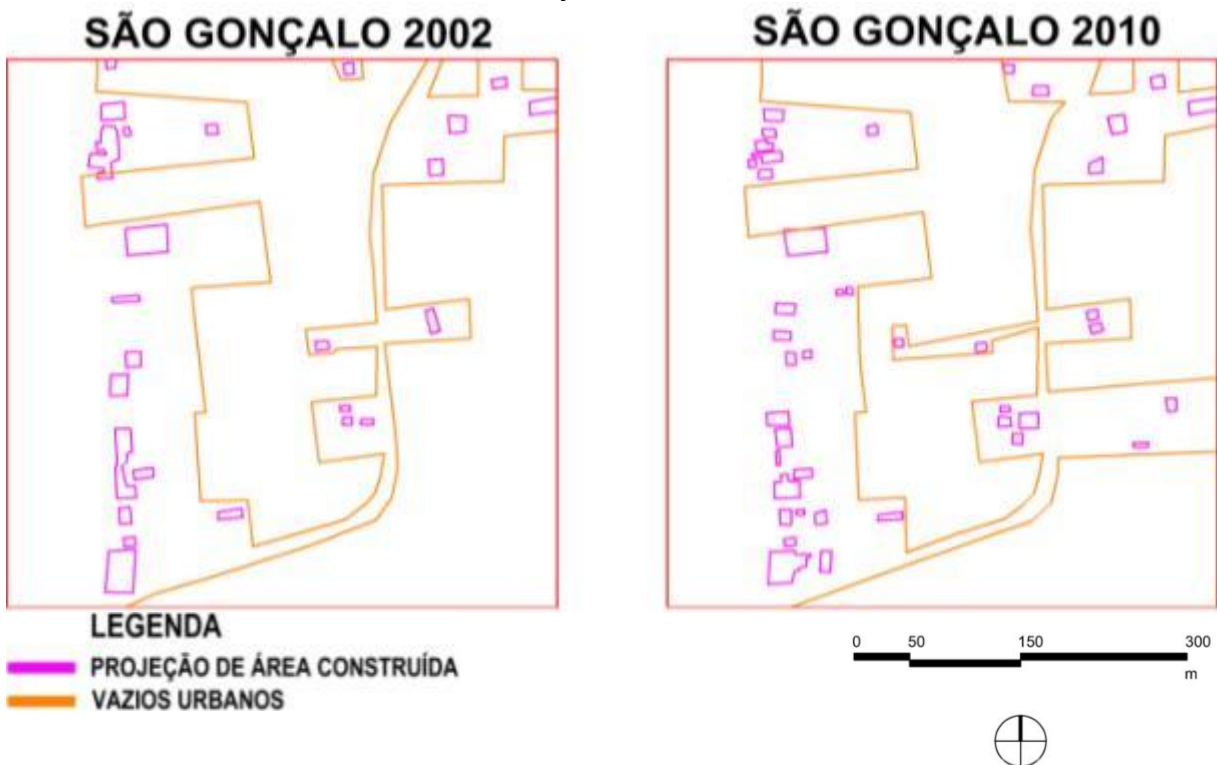 SÃO GONÇALO 2002
SÃO GONÇALO 2010
LEGENDA
PROJEÇÃO DE ÁREA CONSTRUÍDA
VAZIOS URBANOS
0 50 150 300
m